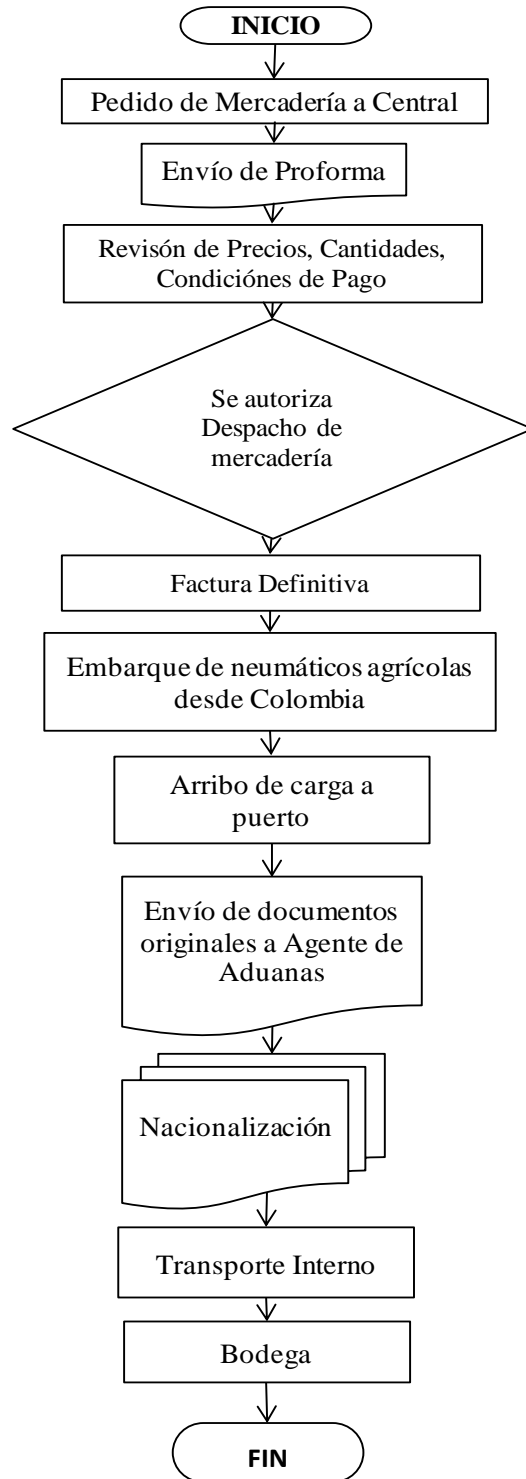 INICIO
Pedido de Mercadería a Central
Envío de Proforma
Revisón de Precios, Cantidades,
Condiciónes de Pago
Se autoriza
Despacho de
mercadería
Factura Definitiva
Embarque de neumáticos agrícolas
desde Colombia
Arribo de carga a
puerto
Envío de documentos
originales a Agente de
Aduanas
Nacionalización
Transporte Interno
Bodega
FIN